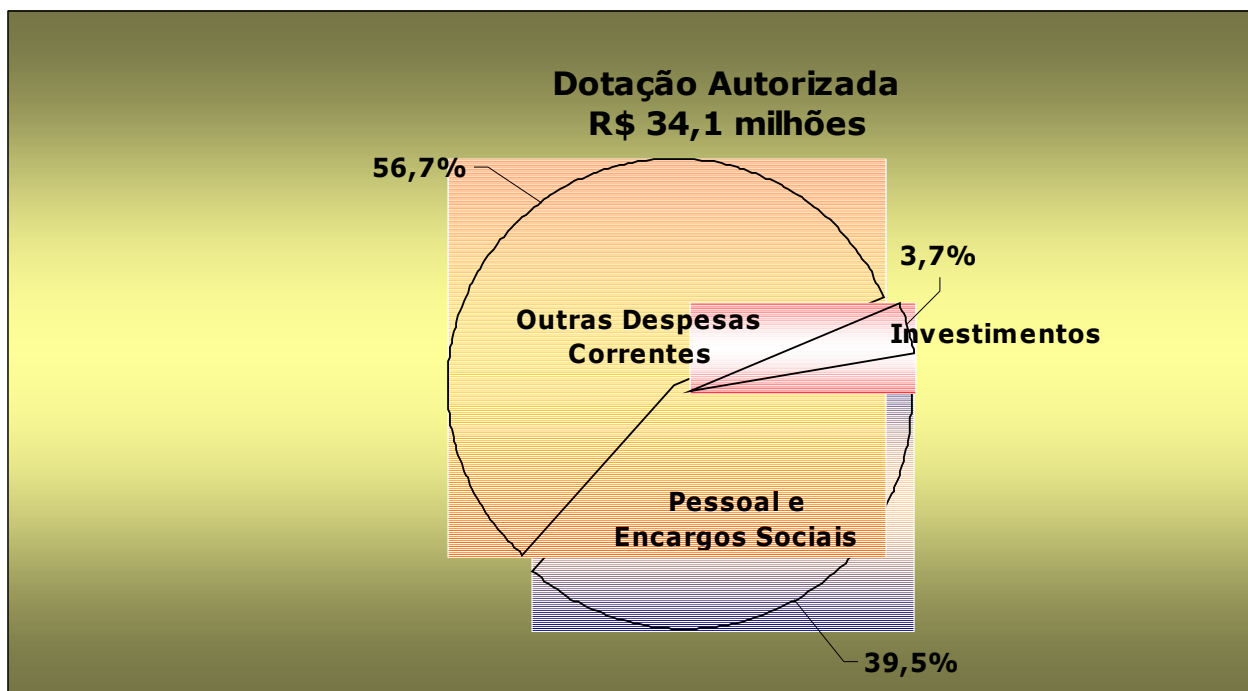 Dotação Autorizada
R$ 34,1 milhões
56,7%
3,7%
Outras Despesas
Correntes
Investimentos
Pessoal e
Encargos Sociais
39,5%